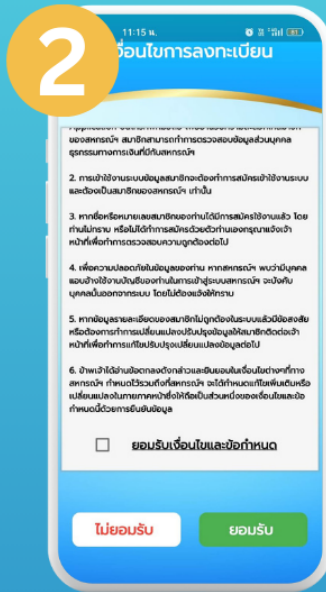 2
11:15 น.
เงื่อนไขการลงทะเบียน
ของสหกรณ์ฯ สมาชิกสามารถทำการตรวจสอบข้อมูลส่วนบุคคล
ธุรกรรมทางการเงินที่มีกับสหกรณ์ฯ
2. การเข้าใช้งานระบบข้อมูลสมาชิกจะต้องทำการสมัครเข้าใช้งานระบบ
และต้องเป็นสมาชิกของสหกรณ์ฯ เท่านั้น
3. หากชื่อหรือหมายเลขสมาชิกของท่านได้มีการสมัครใช้งานแล้ว โดย
ท่านไม่ทราบ หรือไม่ได้ทำการสมัครด้วยตัวท่านเองกรุณาแจ้งเจ้า
หน้าที่เพื่อทำการตรวจสอบความถูกต้องต่อไป
4. เพื่อความปลอดภัยในข้อมูลของท่าน หากสหกรณ์ฯ พบว่ามีบุคคล
แอบอ้างใช้งานบัญชีของท่านในการเข้าสู่ระบบสหกรณ์ฯ จะบังคับ
บุคคลนั้นออกจากระบบ โดยไม่ต้องแจ้งให้ทราบ
5. หากข้อมูลรายละเอียดของสมาชิกไม่ถูกต้องในระบบแล้วมีข้อสงสัย
หรือต้องการทำการเปลี่ยนแปลงปรับปรุงข้อมูลให้สมาชิกติดต่อเจ้า
หน้าที่เพื่อทำการแก้ไขปรับปรุงเปลี่ยนแปลงข้อมูลต่อไป
6. ข้าพเจ้าได้อ่านข้อตกลงดังกล่าวและยินยอมในเงื่อนไขต่างๆที่ทาง
สหกรณ์ฯ กำหนดไว้รวมถึงที่สหกรณ์ฯ จะได้กำหนดแก้ไขเพิ่มเติมหรือ
เปลี่ยนแปลงในภายภาคหน้าซึ่งให้ถือเป็นส่วนหนึ่งของเงื่อนไขและข้อ
กำหนดนี้ด้วยการยืนยันข้อมูล
ยอมรับเงื่อนไขและข้อกำหนด
ไม่ยอมรับ
ยอมรับ